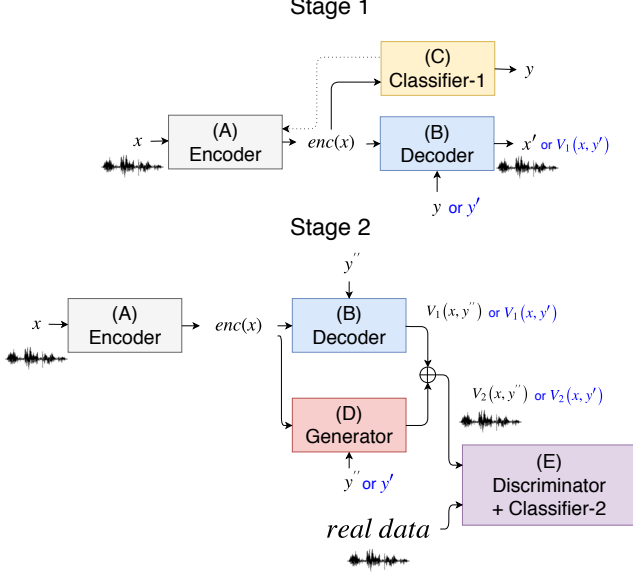 Stage 1
(C)
Classifier-1
y
x
(A)
Encoder
enc(x)
(B)
Decoder
x′ or V₁(x, y′)
y or y′
Stage 2
y′′
x
(A)
Encoder
enc(x)
(B)
Decoder
V₁(x, y′′) or V₁(x, y′)
(D)
Generator
V₂(x, y′′) or V₂(x, y′)
y′′ or y′
(E)
Discriminator
+ Classifier-2
real data